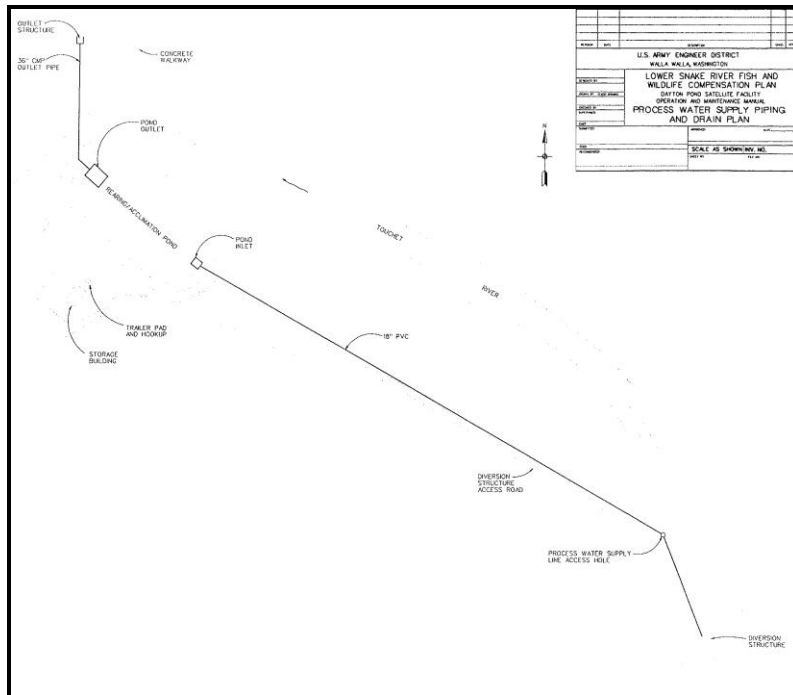 OUTLET
STRUCTURE
36" CMP
OUTLET PIPE
CONCRETE
WALKWAY
POND
OUTLET
REARING/ACCLIMATION POND
POND
INLET
TRAILER PAD
AND HOOKUP
STORAGE
BUILDING
TOUCHET
RIVER
18" PVC
DIVERSION
STRUCTURE
ACCESS ROAD
PROCESS WATER SUPPLY
LINE ACCESS HOLE
DIVERSION
STRUCTURE
N
U.S. ARMY ENGINEER DISTRICT
WALLA WALLA, WASHINGTON
LOWER SNAKE RIVER FISH AND
WILDLIFE COMPENSATION PLAN
DAYTON POND SATELLITE FACILITY
OPERATION AND MAINTENANCE MANUAL
PROCESS WATER SUPPLY PIPING
AND DRAIN PLAN
SCALE AS SHOWN INV. NO.